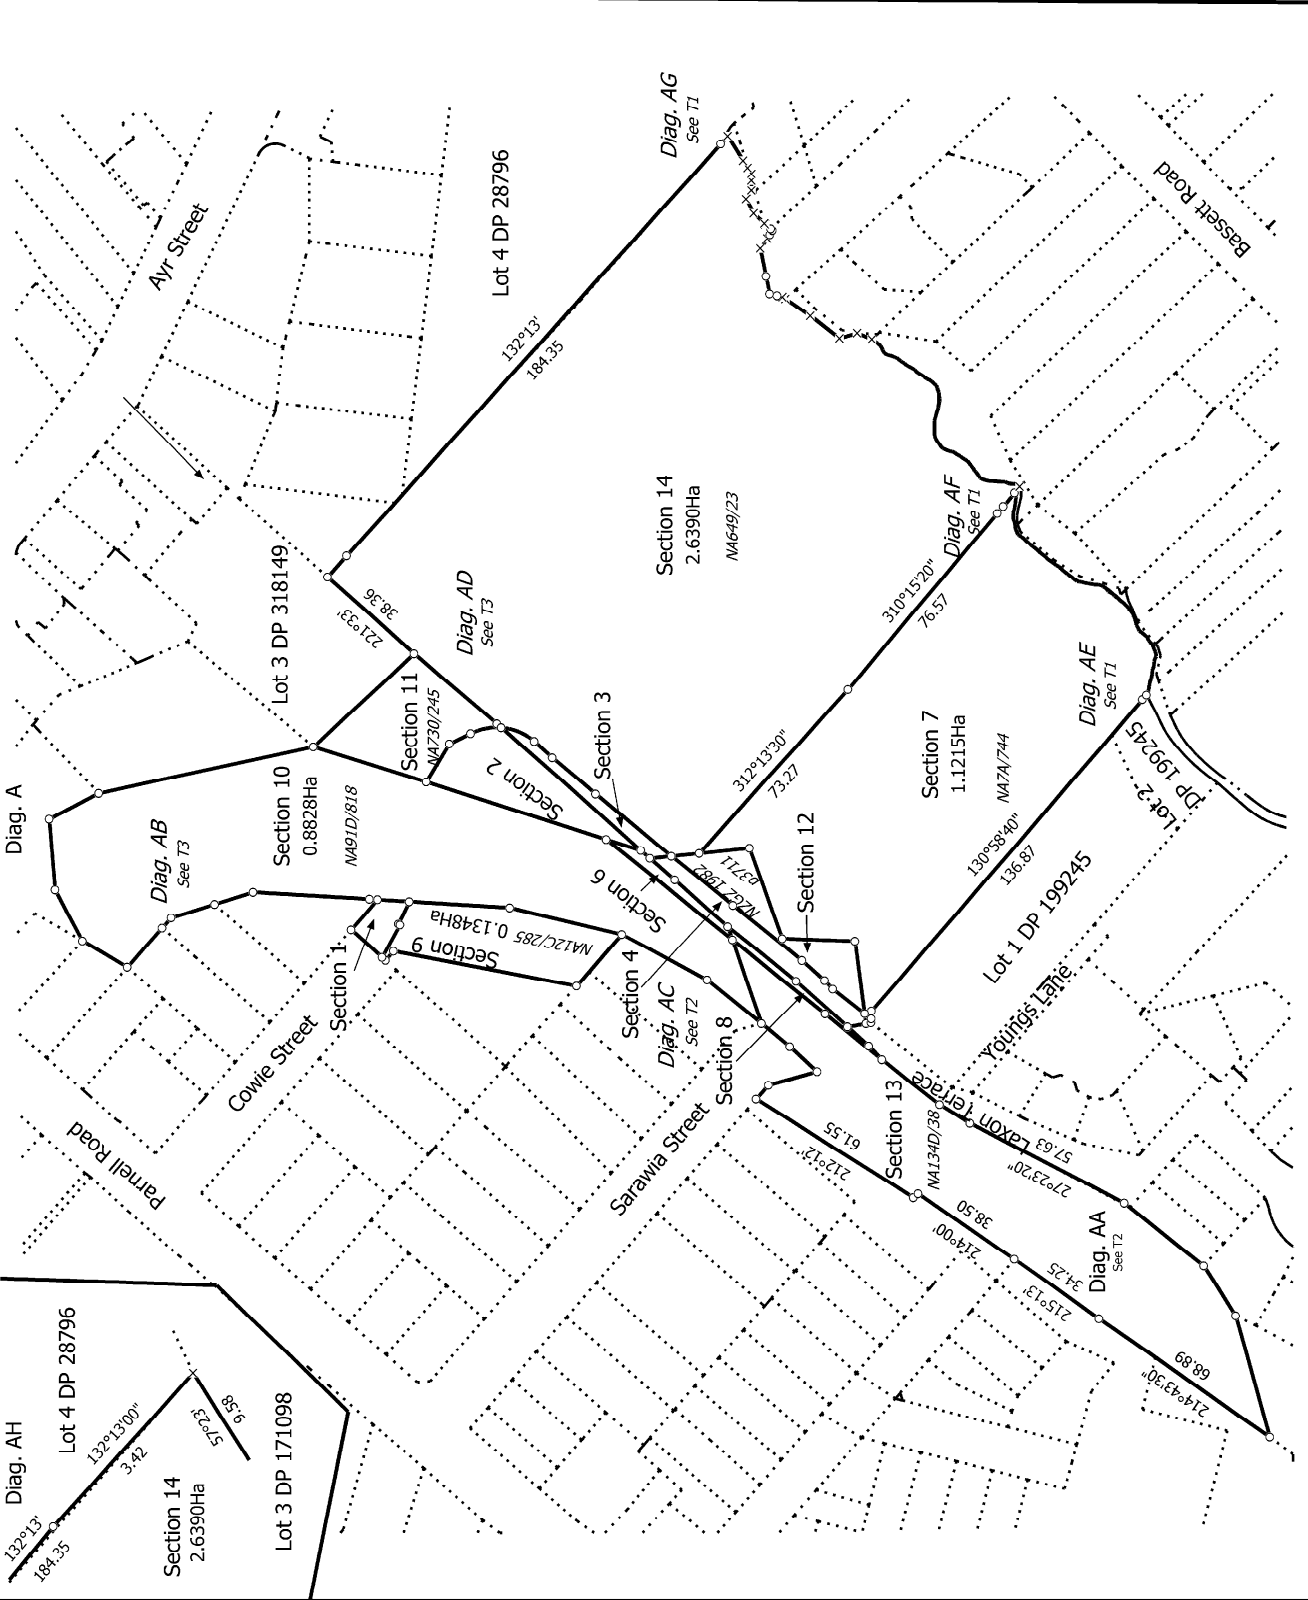 Diag. A
Ayr Street
Diag. AG
See T1
Lot 4 DP 28796
Bassett Road
132°13'
184.35
Section 14
2.6390Ha
NA649/23
Lot 3 DP 318149
221°33'
38.36
Diag. AD
See T3
Diag. AF
See T1
310°15'20"
76.57
Section 11
NA730/245
Section 10
0.8828Ha
NA91D/818
Diag. AB
See T3
Section 2
Section 3
312°13'30"
73.27
Section 7
1.1215Ha
NA7A/744
Diag. AE
See T1
Lot 2
DP 199245
130°58'40"
136.87
Section 12
NZGZ 1982
p3711
Section 6
Section 9
0.1348Ha
NA12C/285
Section 1
Section 4
Diag. AC
See T2
Section 8
Lot 1 DP 199245
Youngs Lane
Cowie Street
Parnell Road
Sarawia Street
Laxon Terrace
Section 13
NA134D/38
61.55
212°12'
38.50
214°00'
57.63
27°23'20"
34.25
215°13'
Diag. AA
See T2
68.89
214°43'30"
Diag. AH
Lot 4 DP 28796
132°13'
184.35
132°13'00"
3.42
57°23'
9.58
Section 14
2.6390Ha
Lot 3 DP 171098